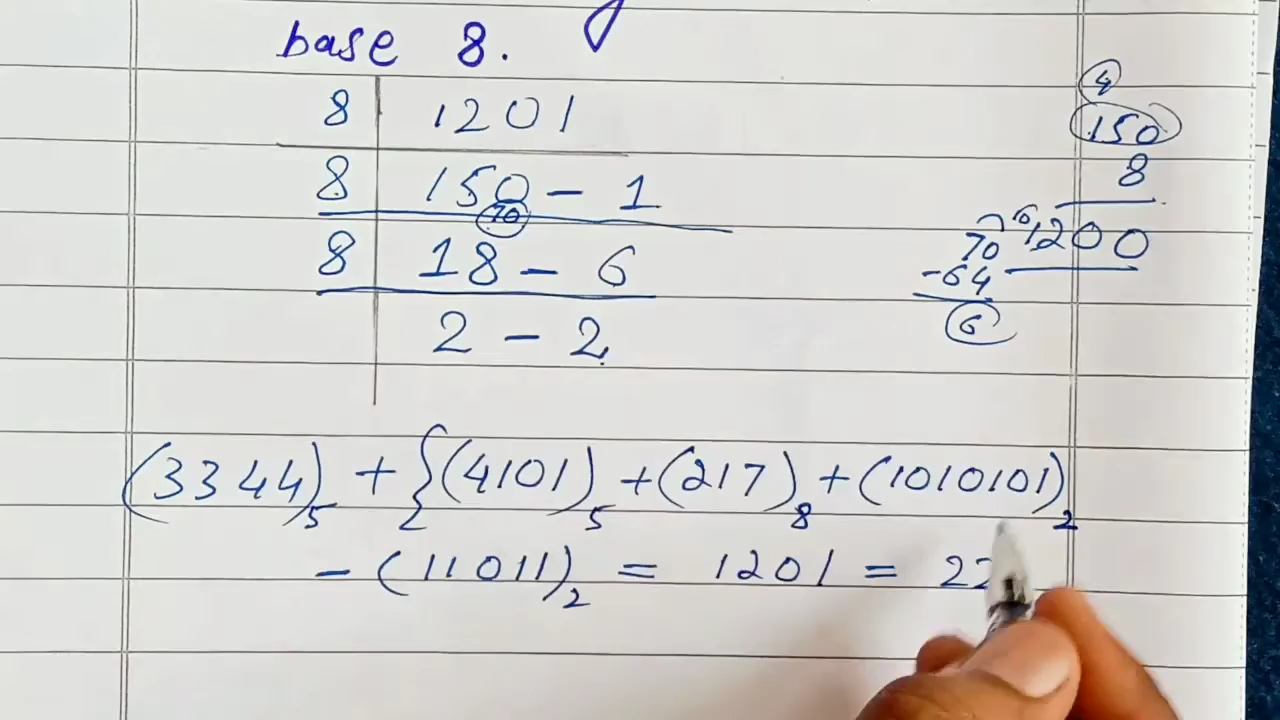 base 8.
8 1201
8 150 - 1
70
8 18 - 6
2 - 2
4
150
8
16 1200
70
-64
6
(3344)5 + {(4101)5 + (217)8 + (1010101)2
- (11011)2 = 1201 = 22